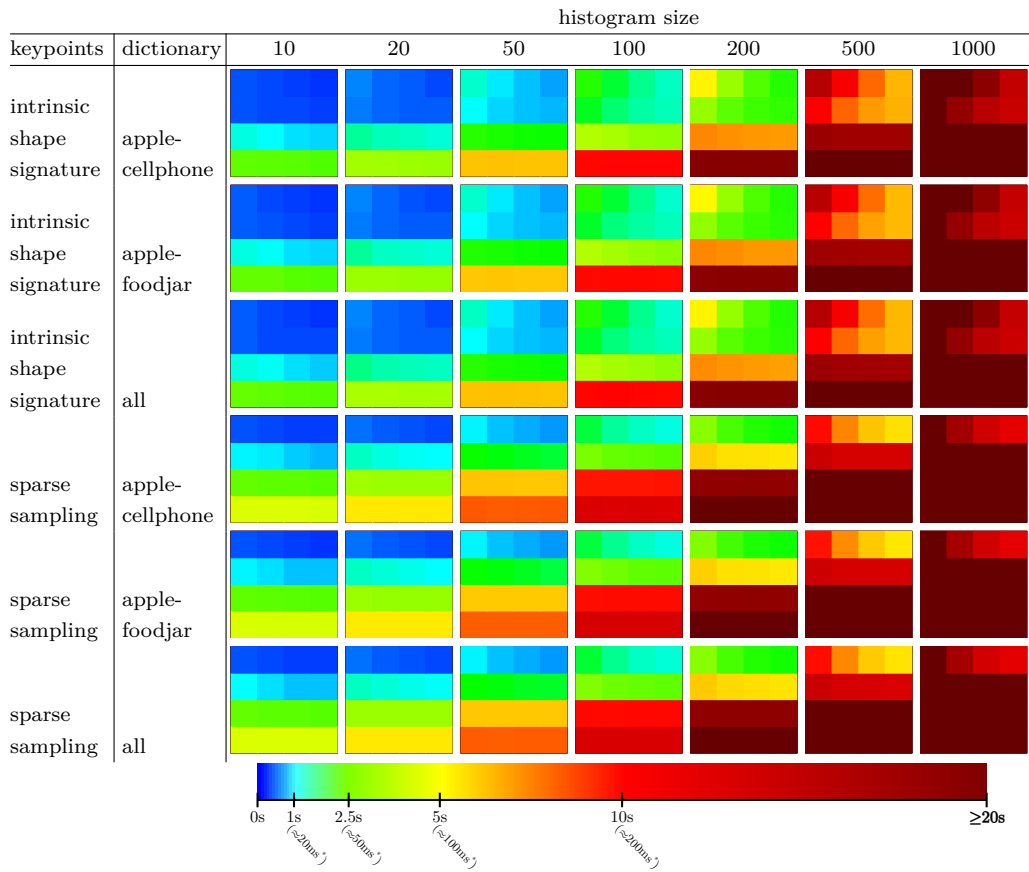 histogram size
keypoints dictionary 10 20 50 100 200 500 1000
intrinsic
shape apple-
signature cellphone
intrinsic
shape apple-
signature foodjar
intrinsic
shape
signature all
sparse apple-
sampling cellphone
sparse apple-
sampling foodjar
sparse
sampling all
0s 1s 2.5s 5s 10s ≥20s
(≈20ms*) (≈50ms*) (≈100ms*) (≈200ms*)